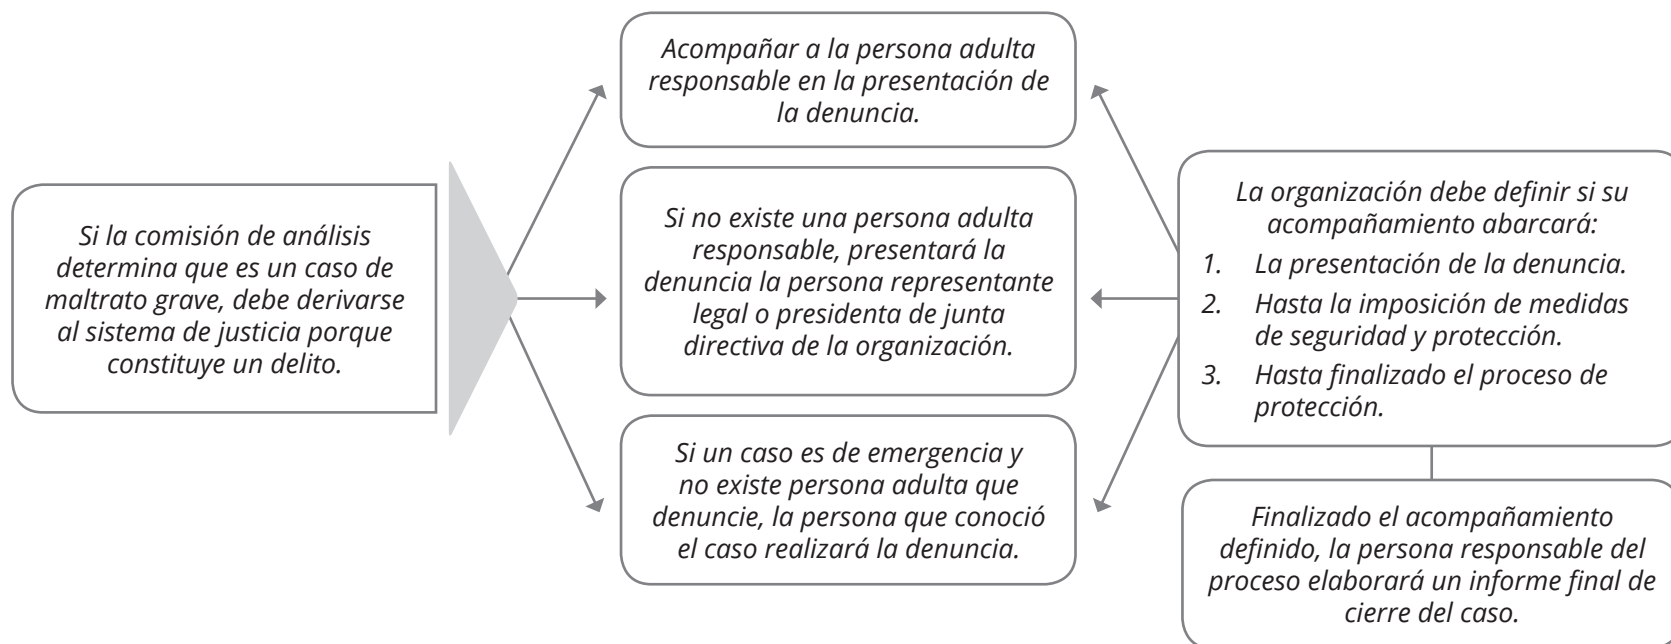 Si la comisión de análisis
determina que es un caso de
maltrato grave, debe derivarse
al sistema de justicia porque
constituye un delito.
Acompañar a la persona adulta
responsable en la presentación de
la denuncia.
Si no existe una persona adulta
responsable, presentará la
denuncia la persona representante
legal o presidenta de junta
directiva de la organización.
Si un caso es de emergencia y
no existe persona adulta que
denuncie, la persona que conoció
el caso realizará la denuncia.
La organización debe definir si su
acompañamiento abarcará:
1. La presentación de la denuncia.
2. Hasta la imposición de medidas
de seguridad y protección.
3. Hasta finalizado el proceso de
protección.
Finalizado el acompañamiento
definido, la persona responsable del
proceso elaborará un informe final de
cierre del caso.